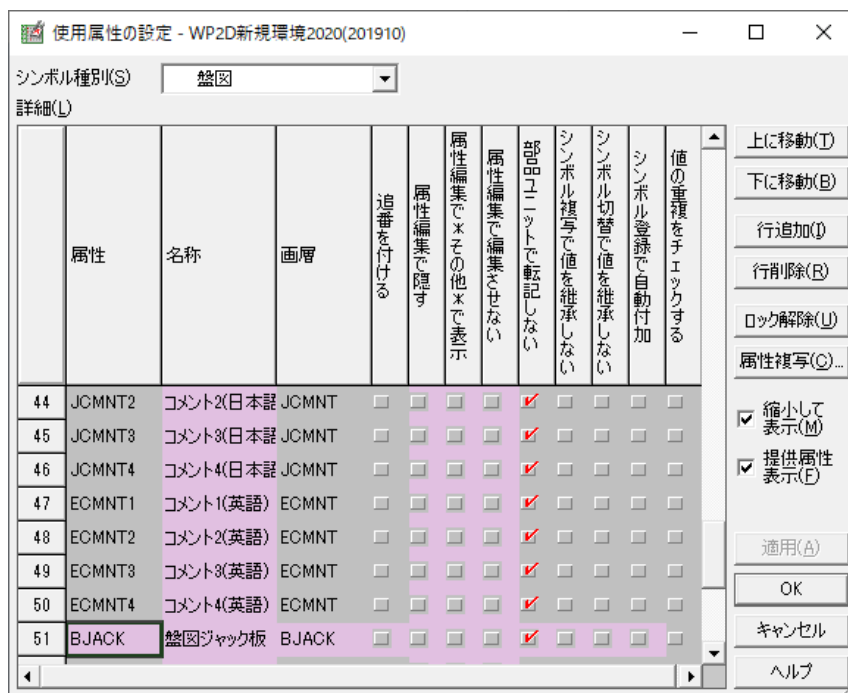 使用属性の設定 - WP2D新規環境2020(201910)
シンボル種別(S) 盤図
詳細(L)
属性 名称 画層 追番を付ける 属性編集で隠す 属性編集で*その他*で表示 属性編集で編集させない 部品ユニットで転記しない シンボル複写で値を継承しない シンボル切替で値を継承しない シンボル登録で自動付加 値の重複をチェックする
44 JCMNT2 コメント2(日本語 JCMNT
45 JCMNT3 コメント3(日本語 JCMNT
46 JCMNT4 コメント4(日本語 JCMNT
47 ECMNT1 コメント1(英語) ECMNT
48 ECMNT2 コメント2(英語) ECMNT
49 ECMNT3 コメント3(英語) ECMNT
50 ECMNT4 コメント4(英語) ECMNT
51 BJACK 盤図ジャック板 BJACK
上に移動(T)
下に移動(B)
行追加(I)
行削除(R)
ロック解除(U)
属性複写(C)...
縮小して
表示(M)
提供属性
表示(F)
適用(A)
OK
キャンセル
ヘルプ